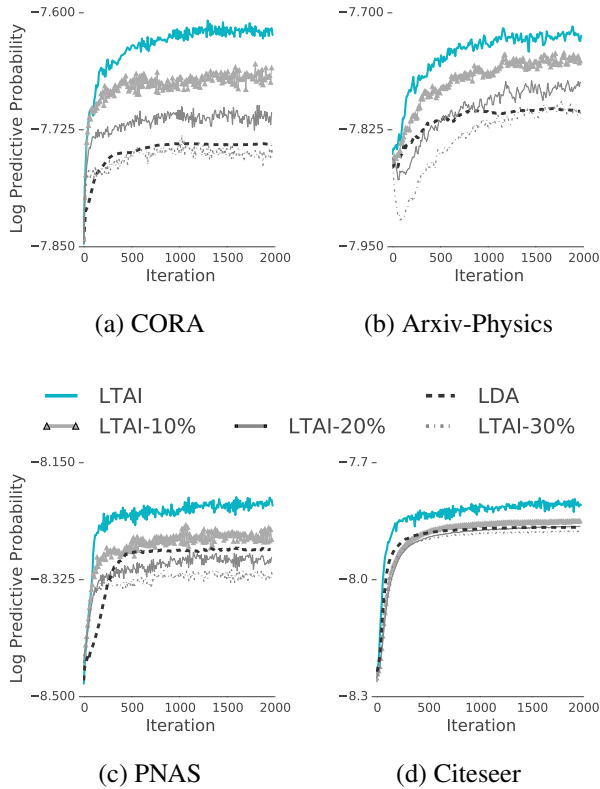 −7.600
−7.725
−7.850
Log Predictive Probability
0 500 1000 1500 2000
Iteration
(a) CORA
−7.700
−7.825
−7.950
0 500 1000 1500 2000
Iteration
(b) Arxiv-Physics
LTAI LDA
LTAI-10% LTAI-20% LTAI-30%
−8.150
−8.325
−8.500
Log Predictive Probability
0 500 1000 1500 2000
Iteration
(c) PNAS
−7.7
−8.0
−8.3
0 500 1000 1500 2000
Iteration
(d) Citeseer